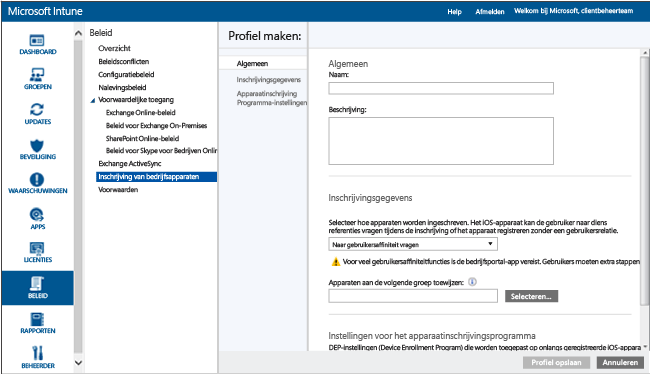 Microsoft Intune
Help
Afmelden
Welkom bij Microsoft, clientbeheerteam
DASHBOARD
GROEPEN
UPDATES
BEVEILIGING
WAARSCHUWINGEN
APPS
LICENTIES
BELEID
RAPPORTEN
BEHEERDER
Beleid
Overzicht
Beleidsconflicten
Configuratiebeleid
Nalevingsbeleid
Voorwaardelijke toegang
Exchange Online-beleid
Beleid voor Exchange On-Premises
SharePoint Online-beleid
Beleid voor Skype voor Bedrijven Onlir
Exchange ActiveSync
Inschrijving van bedrijfsapparaten
Voorwaarden
Profiel maken:
Algemeen
Inschrijvingsgegevens
Apparaatinschrijving
Programma-instellingen
Algemeen
Naam:
Beschrijving:
Inschrijvingsgegevens
Selecteer hoe apparaten worden ingeschreven. Het iOS-apparaat kan de gebruiker naar diens
referenties vragen tijdens de inschrijving of het apparaat registreren zonder een gebruikersrelatie.
Naar gebruikersaffiniteit vragen
Voor veel gebruikersaffiniteitfuncties is de bedrijfsportal-app vereist. Gebruikers moeten extra stappen
Apparaten aan de volgende groep toewijzen:
Selecteren...
Instellingen voor het apparaatinschrijvingsprogramma
DEP-instellingen (Device Enrollment Program) die worden toegepast op onlangs geregistreerde iOS-appara
Profiel opslaan
Annuleren